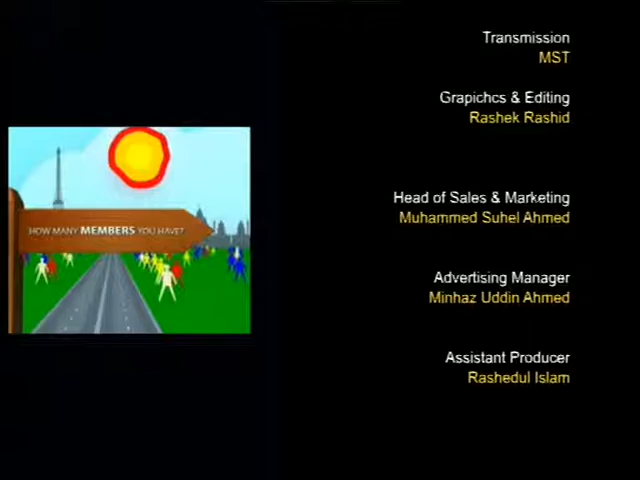 Transmission
MST
Grapichcs & Editing
Rashek Rashid
Head of Sales & Marketing
Muhammed Suhel Ahmed
Advertising Manager
Minhaz Uddin Ahmed
Assistant Producer
Rashedul Islam
HOW MANY MEMBERS YOU HAVE?